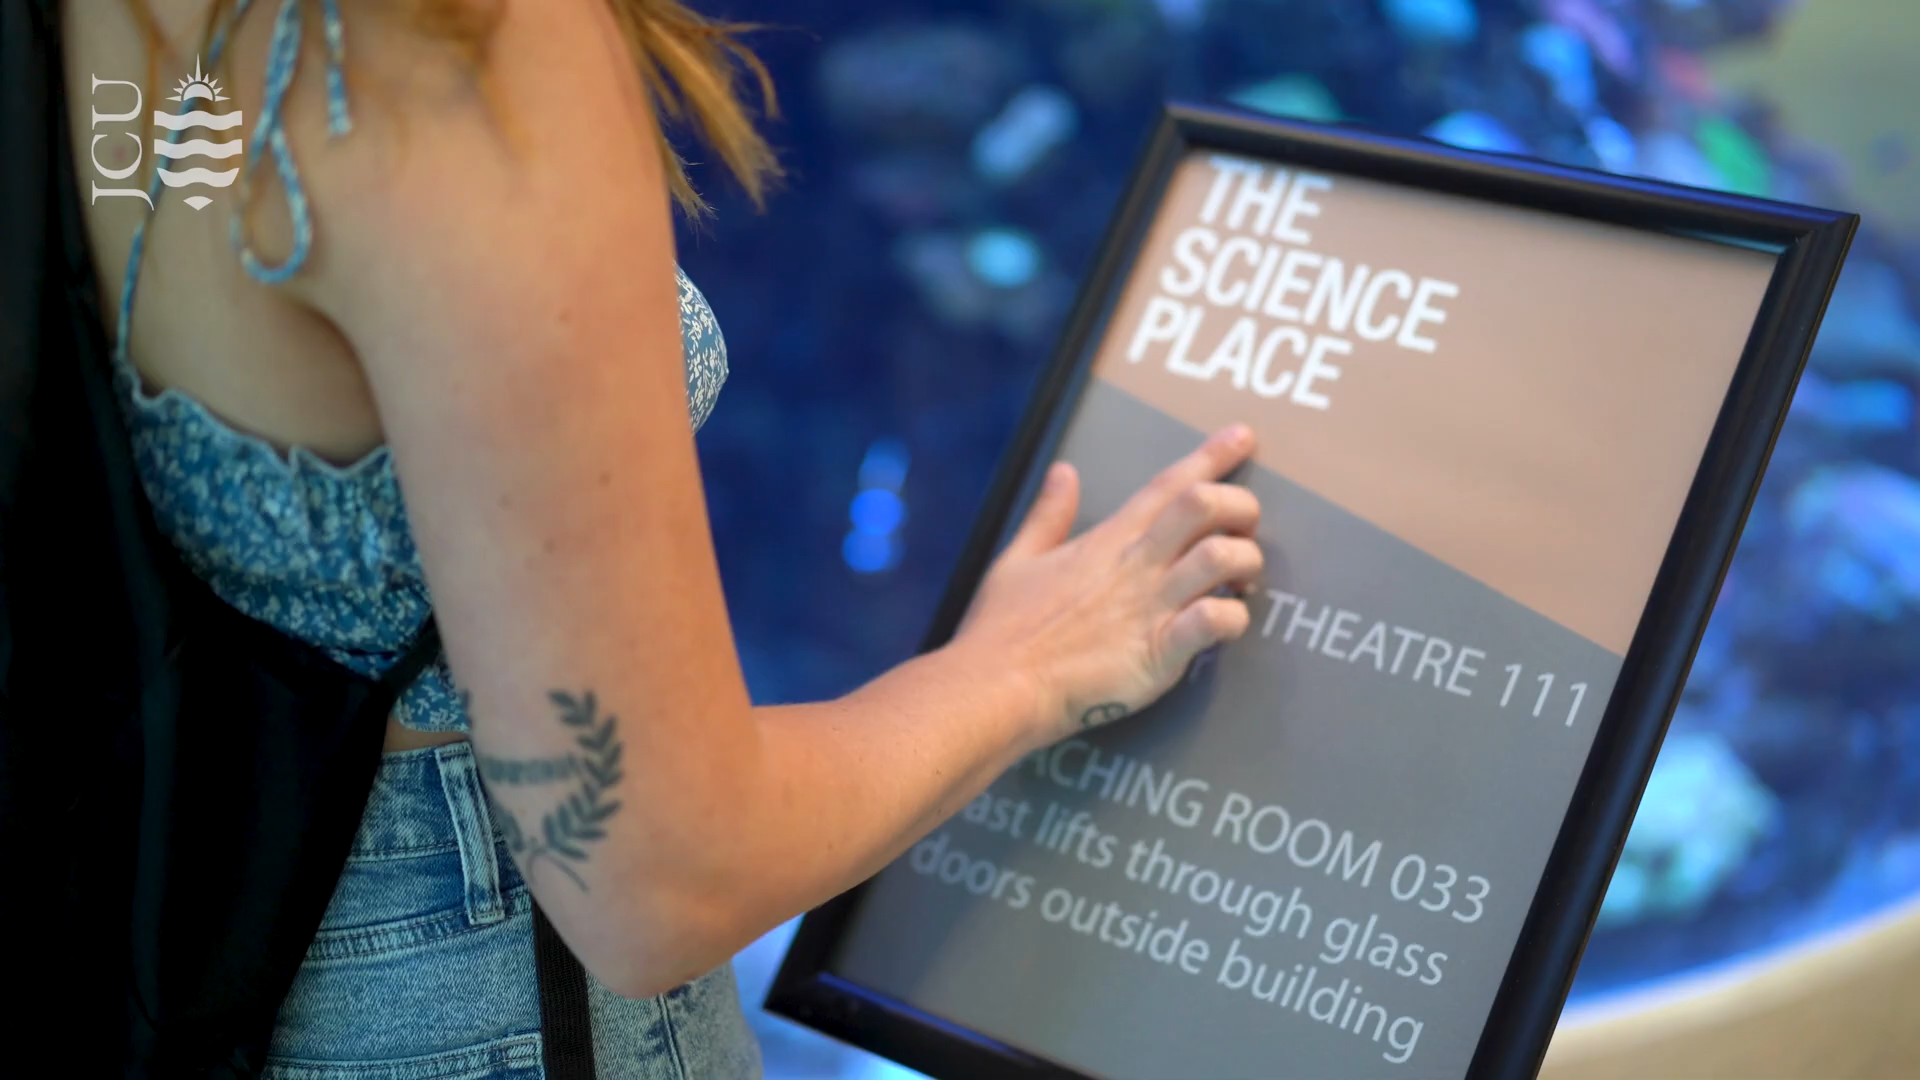 JCU
THE
SCIENCE
PLACE
THEATRE 111
ACHING ROOM 033
ast lifts through glass
doors outside building